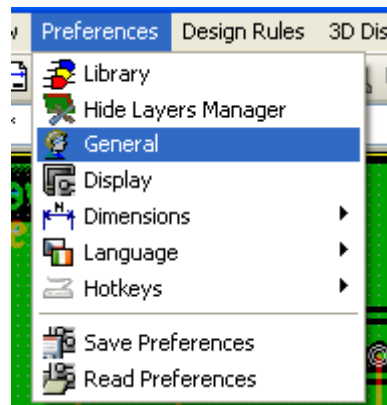 Preferences Design Rules 3D Dis
Library
Hide Layers Manager
General
Display
Dimensions
Language
Hotkeys
Save Preferences
Read Preferences